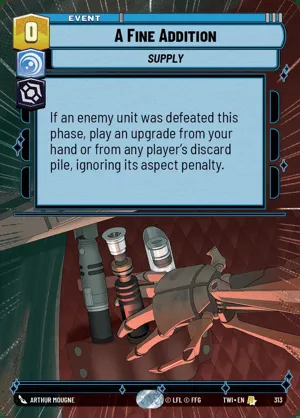 EVENT
0
A FINE ADDITION
SUPPLY
If an enemy unit was defeated this
phase, play an upgrade from your
hand or from any player's discard
pile, ignoring its aspect penalty.
ARTHUR MOUGNE
© LFL © FFG
TWI • EN
313